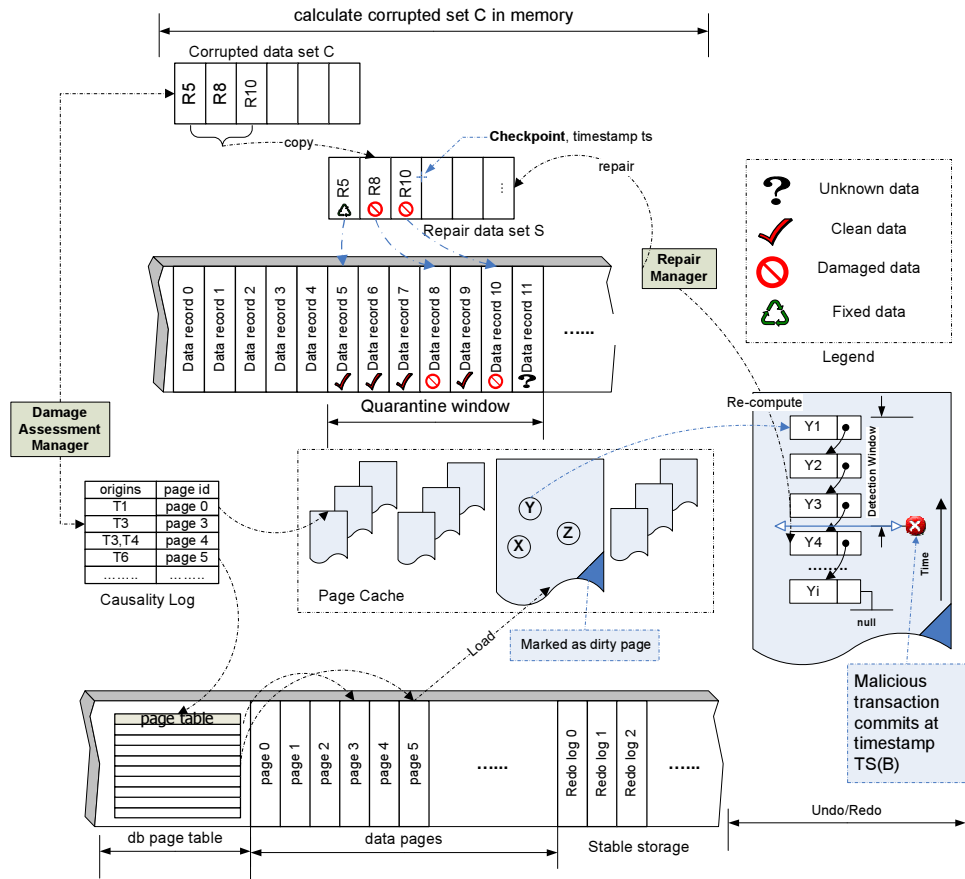 calculate corrupted set C in memory
Corrupted data set C
R5
R8
R10
copy
Checkpoint, timestamp ts
repair
R5
R8
R10
...
Repair data set S
Unknown data
Clean data
Damaged data
Fixed data
Legend
Repair
Manager
Data record 0
Data record 1
Data record 2
Data record 3
Data record 4
Data record 5
Data record 6
Data record 7
Data record 8
Data record 9
Data record 10
Data record 11
......
Quarantine window
Damage
Assessment
Manager
Re-compute
Y1
Y2
Y3
Y4
........
Yi
null
Detection Window
Time
origins page id
T1 page 0
T3 page 3
T3,T4 page 4
T6 page 5
........ ........
Causality Log
Y
X
Z
Page Cache
Load
Marked as dirty page
Malicious
transaction
commits at
timestamp
TS(B)
page table
page 0
page 1
page 2
page 3
page 4
page 5
......
Redo log 0
Redo log 1
Redo log 2
......
db page table
data pages
Stable storage
Undo/Redo